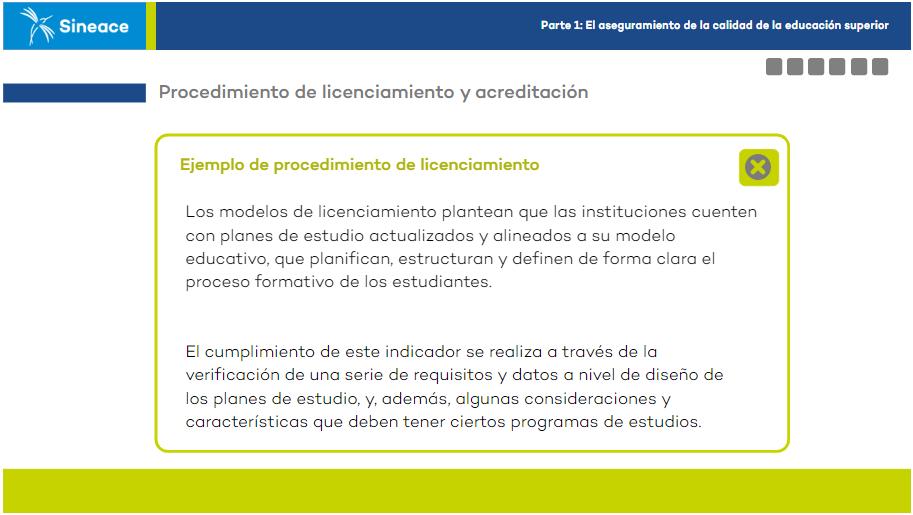 Sineace
Parte 1: El aseguramiento de la calidad de la educación superior
Procedimiento de licenciamiento y acreditación
Ejemplo de procedimiento de licenciamiento
Los modelos de licenciamiento plantean que las instituciones cuenten
con planes de estudio actualizados y alineados a su modelo
educativo, que planifican, estructuran y definen de forma clara el
proceso formativo de los estudiantes.
El cumplimiento de este indicador se realiza a través de la
verificación de una serie de requisitos y datos a nivel de diseño de
los planes de estudio, y, además, algunas consideraciones y
características que deben tener ciertos programas de estudios.